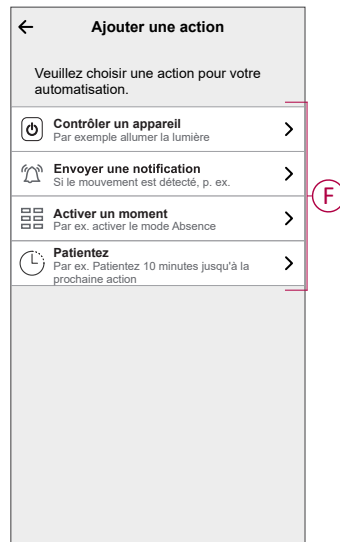 Ajouter une action
Veuillez choisir une action pour votre
automatisation.
Contrôler un appareil
Par exemple allumer la lumière
Envoyer une notification
Si le mouvement est détecté, p. ex.
Activer un moment
Par ex. activer le mode Absence
Patientez
Par ex. Patientez 10 minutes jusqu'à la
prochaine action
F